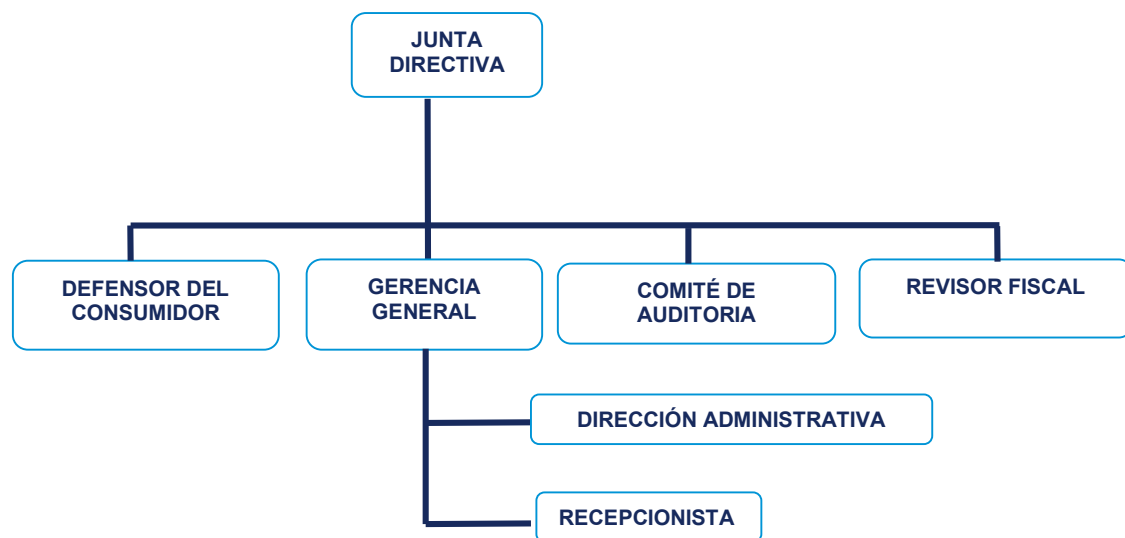 JUNTA
DIRECTIVA
DEFENSOR DEL
CONSUMIDOR
GERENCIA
GENERAL
COMITÉ DE
AUDITORIA
REVISOR FISCAL
DIRECCIÓN ADMINISTRATIVA
RECEPCIONISTA